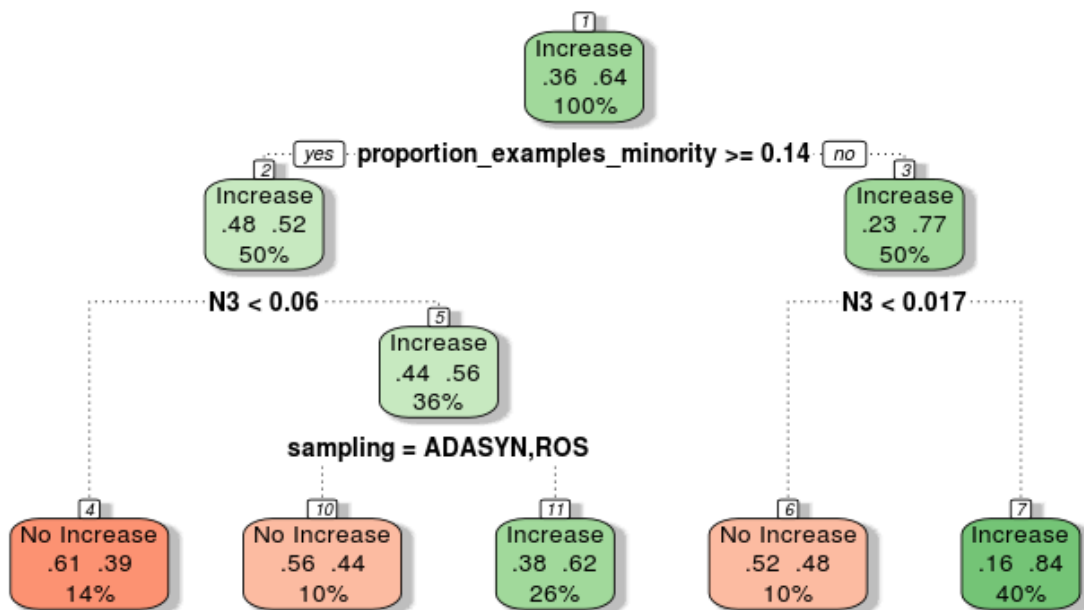 1
Increase
.36 .64
100%
yes proportion_examples_minority >= 0.14 no
2
Increase
.48 .52
50%
3
Increase
.23 .77
50%
N3 < 0.06
N3 < 0.017
5
Increase
.44 .56
36%
sampling = ADASYN,ROS
4
No Increase
.61 .39
14%
10
No Increase
.56 .44
10%
11
Increase
.38 .62
26%
6
No Increase
.52 .48
10%
7
Increase
.16 .84
40%